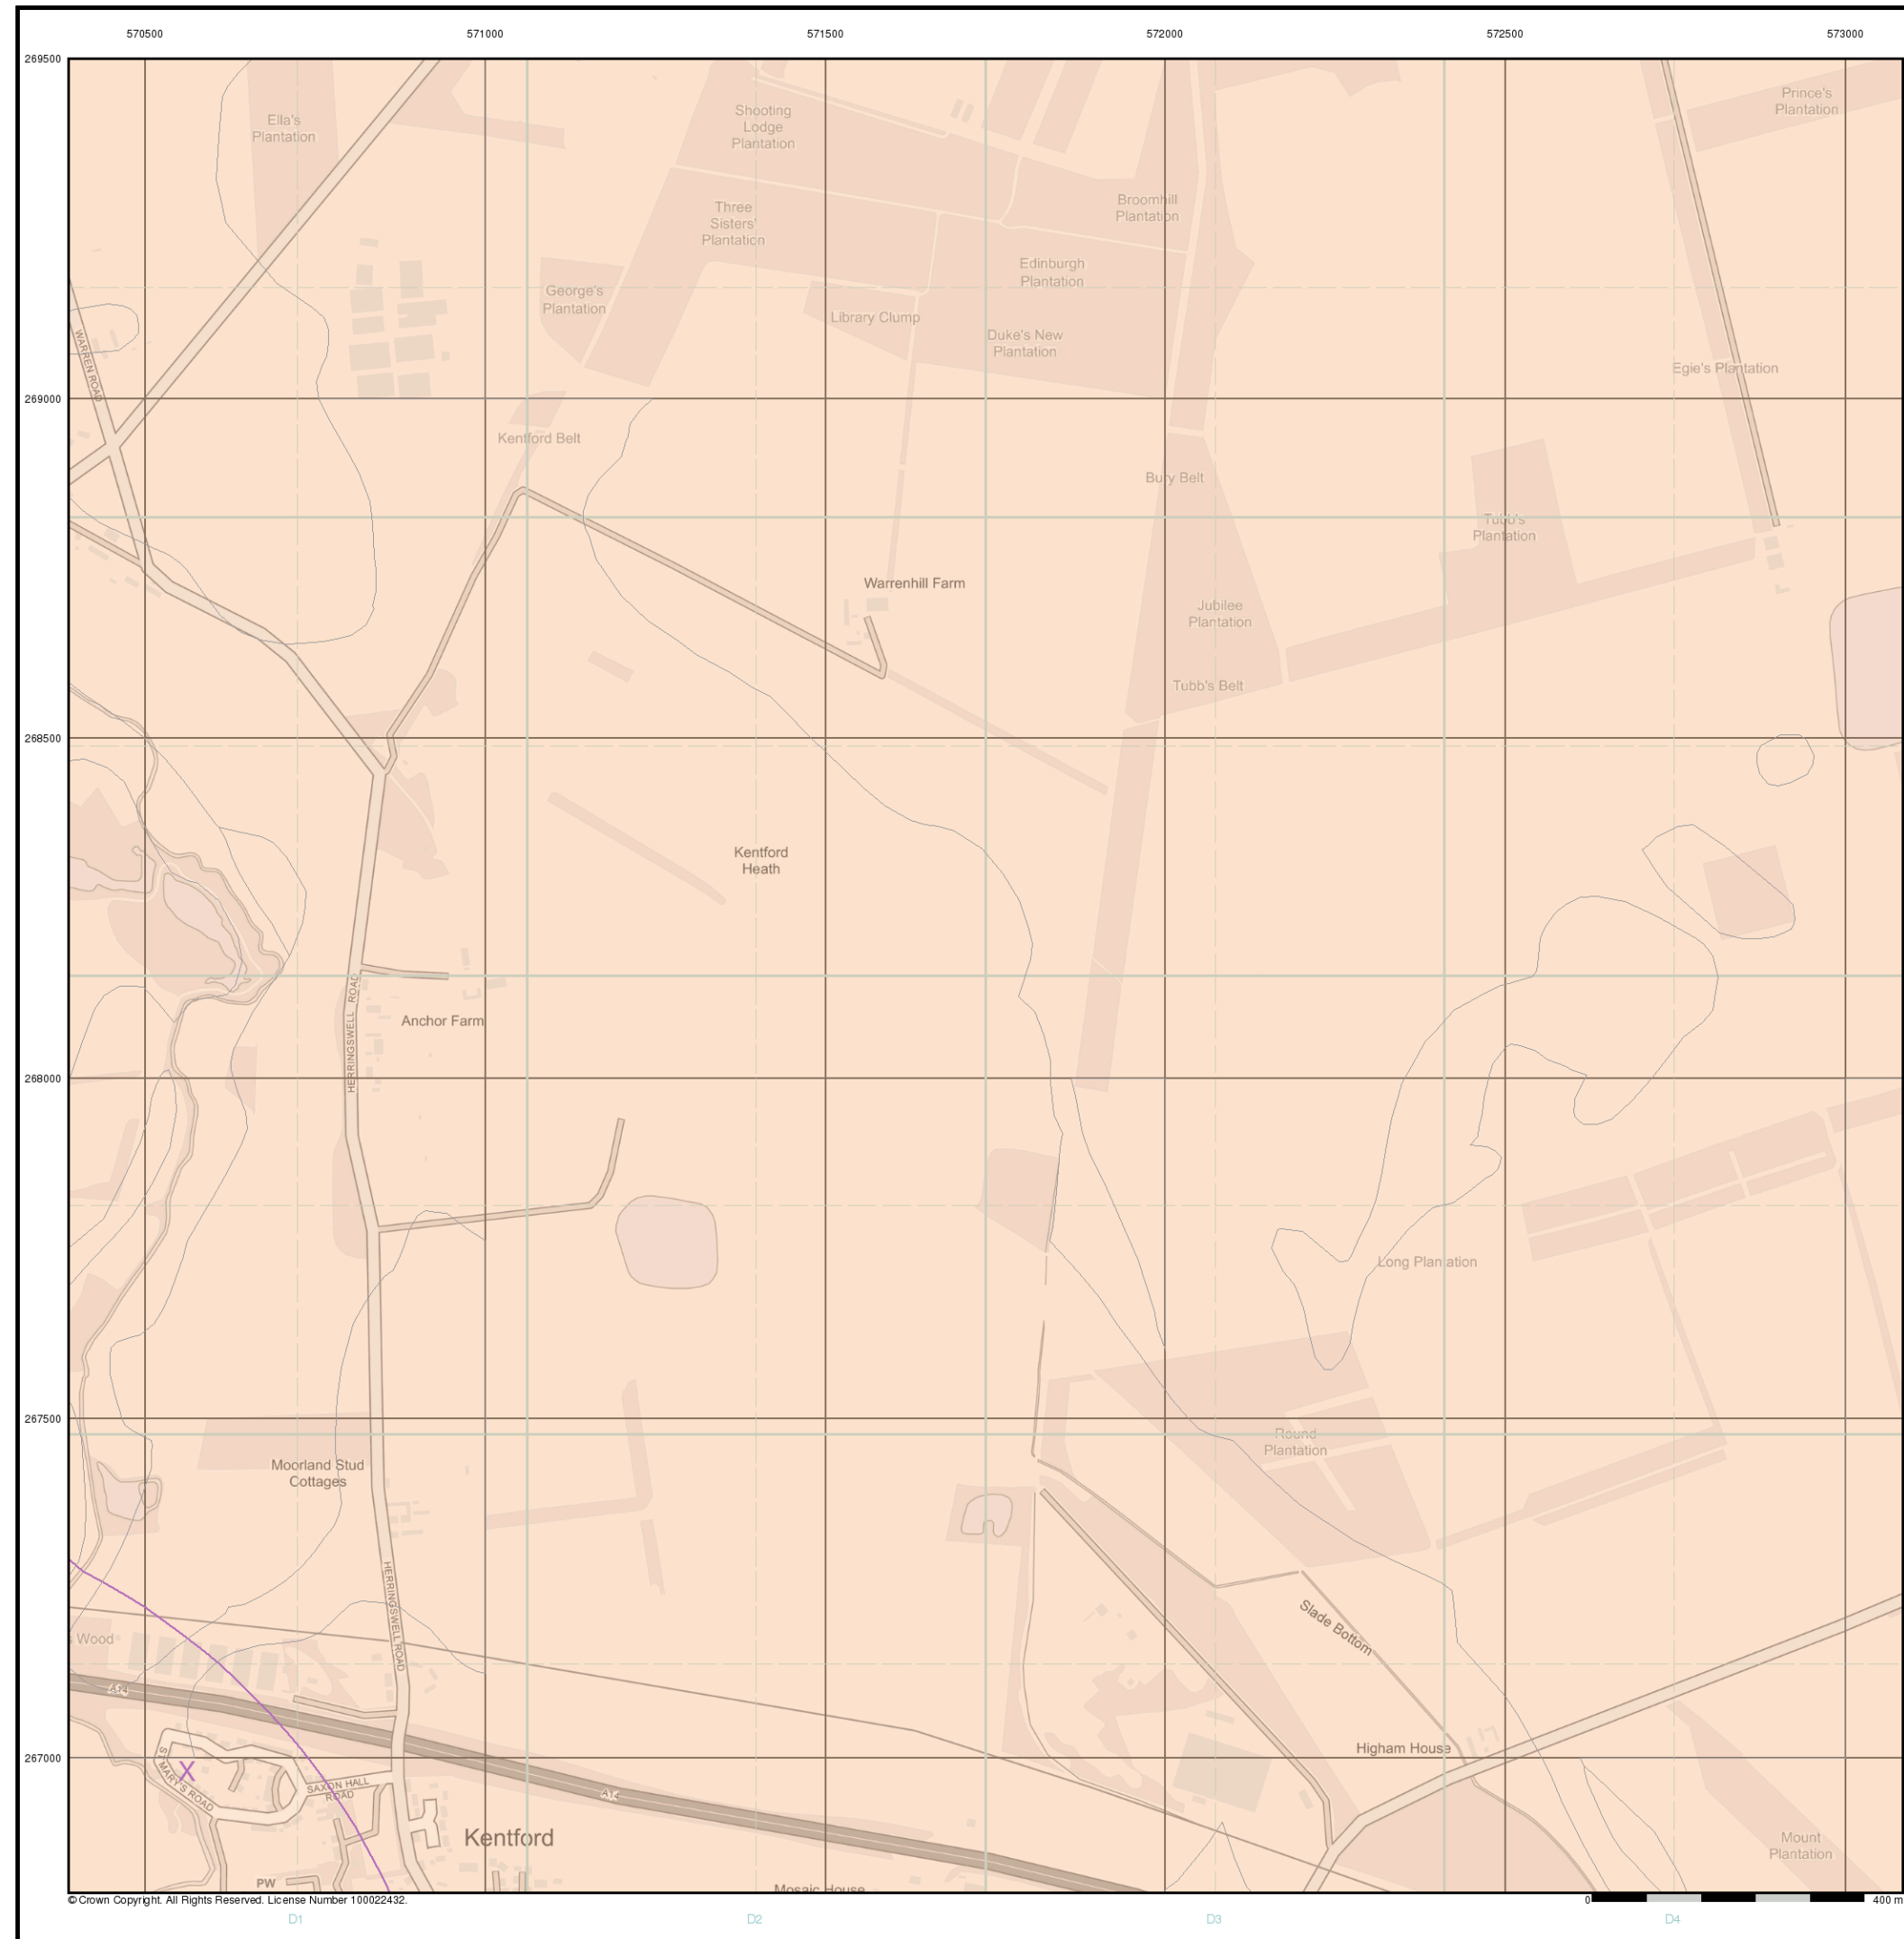 570500 571000 571500 572000 572500 573000
269500
Ella's
Plantation
Shooting
Lodge
Plantation
Prince's
Plantation
Three
Sisters'
Plantation
Broomhill
Plantation
Edinburgh
Plantation
George's
Plantation
Library Clump
Duke's New
Plantation
WARREN ROAD
Egie's Plantation
269000
Kentford Belt
Bury Belt
Tubb's
Plantation
Warrenhill Farm
Jubilee
Plantation
Tubb's Belt
268500
Kentford
Heath
HERRINGSWELL ROAD
Anchor Farm
268000
Long Plantation
267500
Round
Plantation
Moorland Stud
Cottages
HERRINGSWELL ROAD
Slade Bottom
s Wood
A14
Higham House
267000
X
ST MARY'S ROAD
SAXON HALL
ROAD
A14
Kentford
Mount
Plantation
PW
Mosaic House
© Crown Copyright. All Rights Reserved. License Number 100022432.
0 400 m
D1 D2 D3 D4